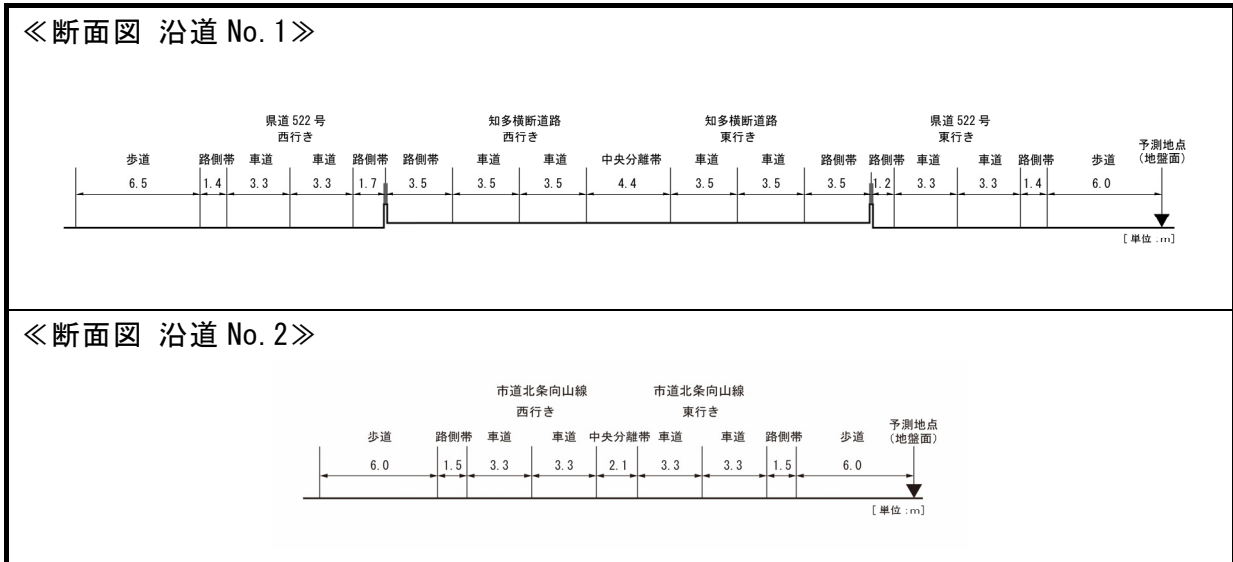 ≪断面図 沿道 No.1≫
県道 522 号 知多横断道路 知多横断道路 県道 522 号
西行き 西行き 東行き 東行き
予測地点
歩道 路側帯 車道 車道 路側帯 路側帯 車道 車道 中央分離帯 車道 車道 路側帯 路側帯 車道 車道 路側帯 歩道 (地盤面)
6.5 1.4 3.3 3.3 1.7 3.5 3.5 3.5 4.4 3.5 3.5 3.5 1.2 3.3 3.3 1.4 6.0
[単位:m]
≪断面図 沿道 No.2≫
市道北条向山線 市道北条向山線
西行き 東行き
予測地点
歩道 路側帯 車道 車道 中央分離帯 車道 車道 路側帯 歩道 (地盤面)
6.0 1.5 3.3 3.3 2.1 3.3 3.3 1.5 6.0
[単位:m]